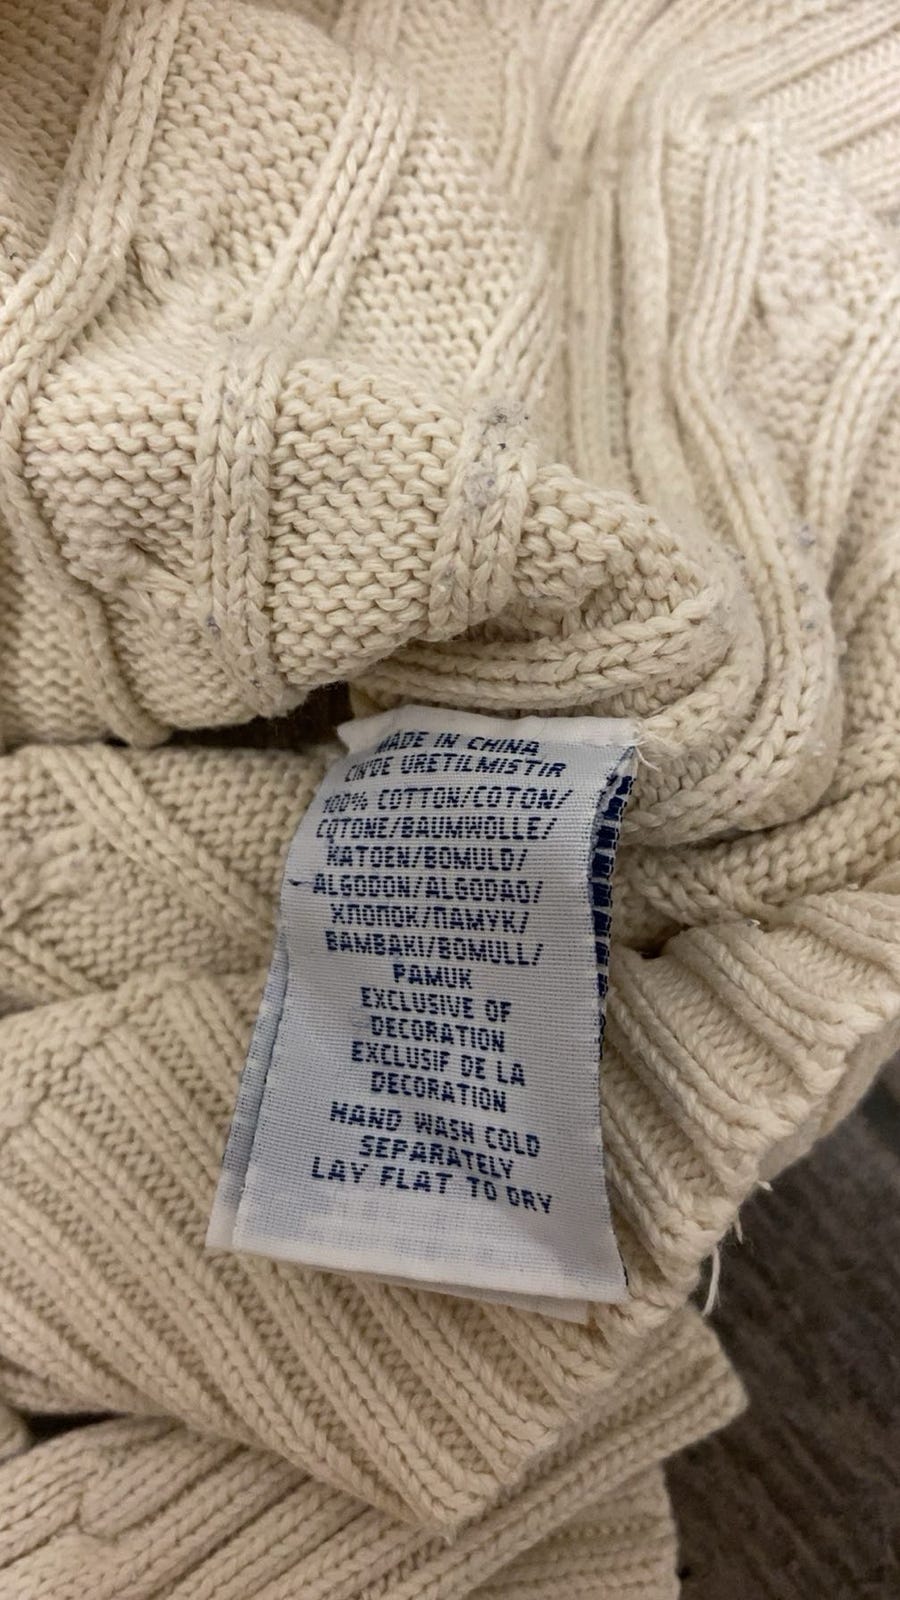 MADE IN CHINA
CIN'DE URETILMISTIR
100% COTTON/COTON/
COTONE/BAUMWOLLE/
KATOEN/BOMULD/
ALGODON/ALGODAO/
ХЛОПОК/ПАМУК/
BAMBAKI/BOMULL/
PAMUK
EXCLUSIVE OF
DECORATION
EXCLUSIF DE LA
DECORATION
HAND WASH COLD
SEPARATELY
LAY FLAT TO DRY